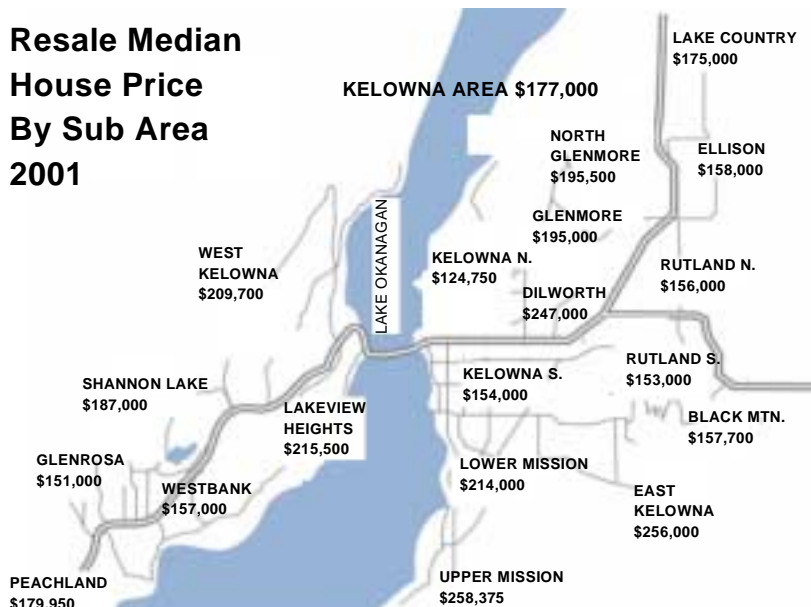 Resale Median
House Price
By Sub Area
2001
KELOWNA AREA $177,000
LAKE COUNTRY
$175,000
NORTH
GLENMORE
$195,500
ELLISON
$158,000
GLENMORE
$195,000
LAKE OKANAGAN
WEST
KELOWNA
$209,700
KELOWNA N.
$124,750
RUTLAND N.
$156,000
DILWORTH
$247,000
RUTLAND S.
$153,000
KELOWNA S.
$154,000
SHANNON LAKE
$187,000
LAKEVIEW
HEIGHTS
$215,500
BLACK MTN.
$157,700
GLENROSA
$151,000
LOWER MISSION
$214,000
WESTBANK
$157,000
EAST
KELOWNA
$256,000
PEACHLAND
$179,950
UPPER MISSION
$258,375